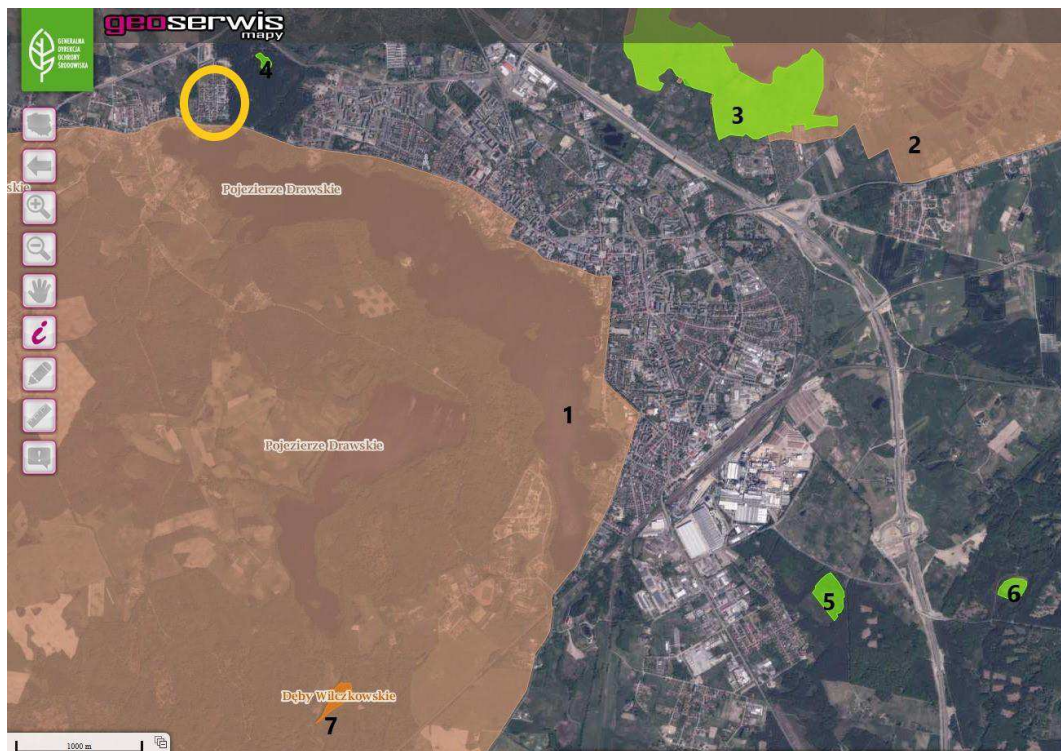 GENERALNA
DYREKCJA
OCHRONY
ŚRODOWISKA
geoserwis
mapy
4
3
2
skie
Pojezierze Drawskie
i
1
Pojezierze Drawskie
!
5
6
Dęby Wilczkowskie
7
1000 m